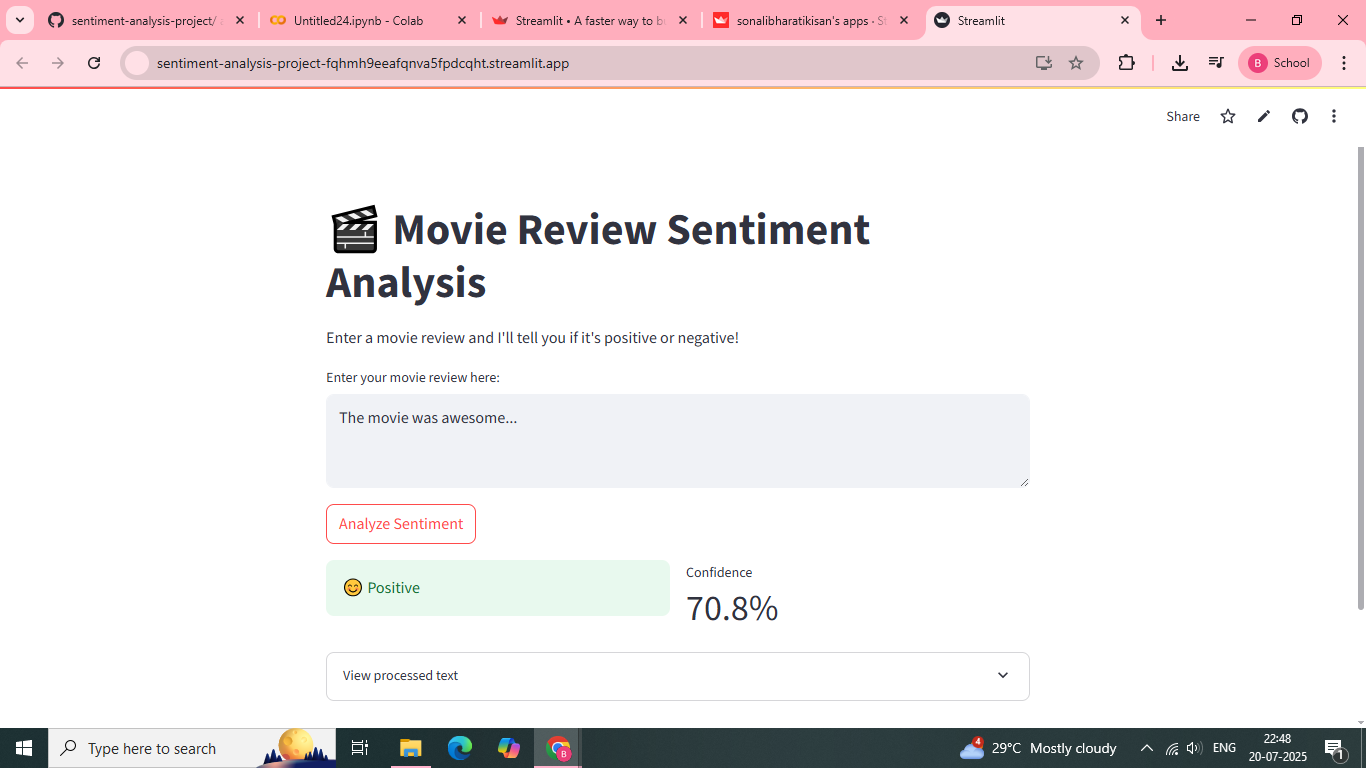 sentiment-analysis-project/
Untitled24.ipynb - Colab
Streamlit • A faster way to bu
sonalibharatikisan's apps · St
Streamlit
sentiment-analysis-project-fqhmh9eeafqnva5fpdcqht.streamlit.app
B
School
Share
Movie Review Sentiment
Analysis
Enter a movie review and I'll tell you if it's positive or negative!
Enter your movie review here:
The movie was awesome...
Analyze Sentiment
😊 Positive
Confidence
70.8%
View processed text
Type here to search
B
4
29°C Mostly cloudy
ENG
22:48
20-07-2025
1